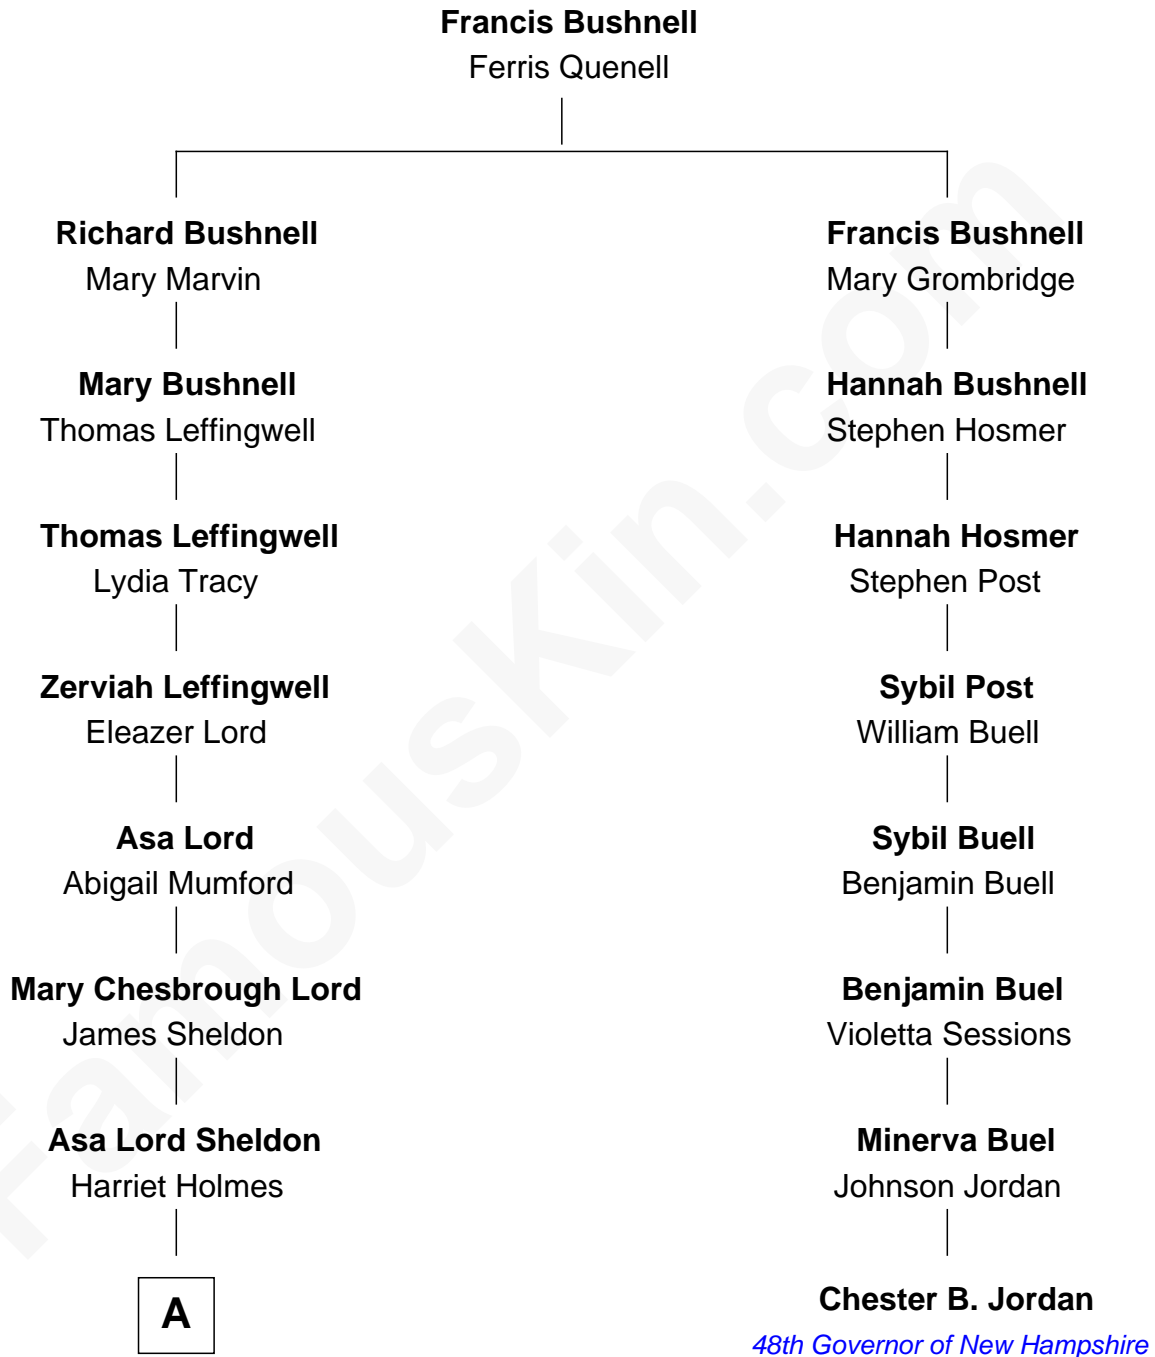 Francis Bushnell
Ferris Quenell
Richard Bushnell
Mary Marvin
Mary Bushnell
Thomas Leffingwell
Thomas Leffingwell
Lydia Tracy
Zerviah Leffingwell
Eleazer Lord
Asa Lord
Abigail Mumford
Mary Chesbrough Lord
James Sheldon
Asa Lord Sheldon
Harriet Holmes
A
Francis Bushnell
Mary Grombridge
Hannah Bushnell
Stephen Hosmer
Hannah Hosmer
Stephen Post
Sybil Post
William Buell
Sybil Buell
Benjamin Buell
Benjamin Buel
Violetta Sessions
Minerva Buel
Johnson Jordan
Chester B. Jordan
48th Governor of New Hampshire
FamousKin.com